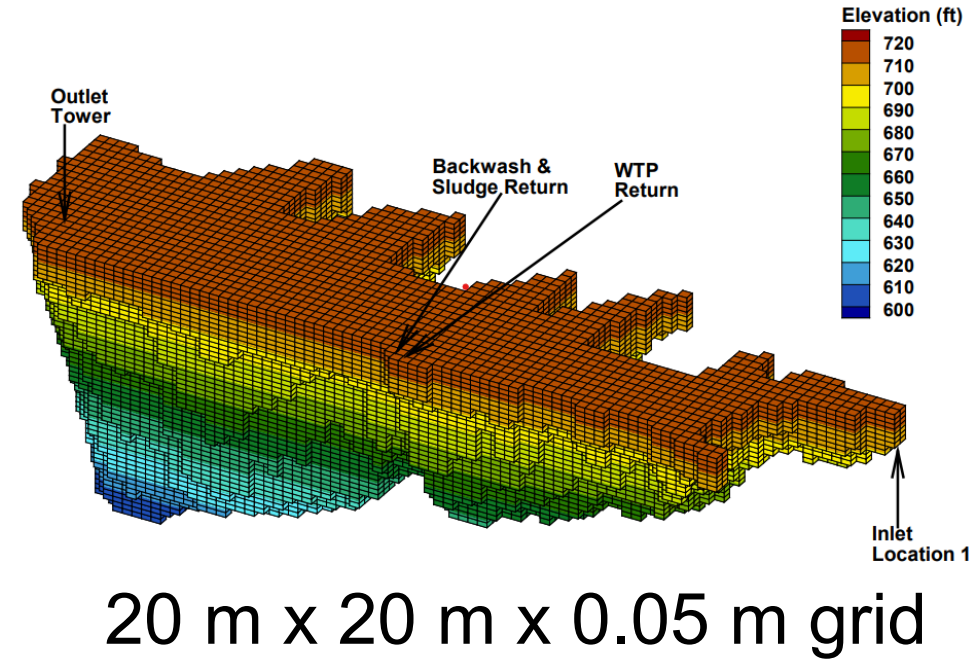 Elevation (ft)
720
710
700
690
680
670
660
650
640
630
620
610
600
Outlet
Tower
Backwash &
Sludge Return
WTP
Return
Inlet
Location 1
20 m x 20 m x 0.05 m grid